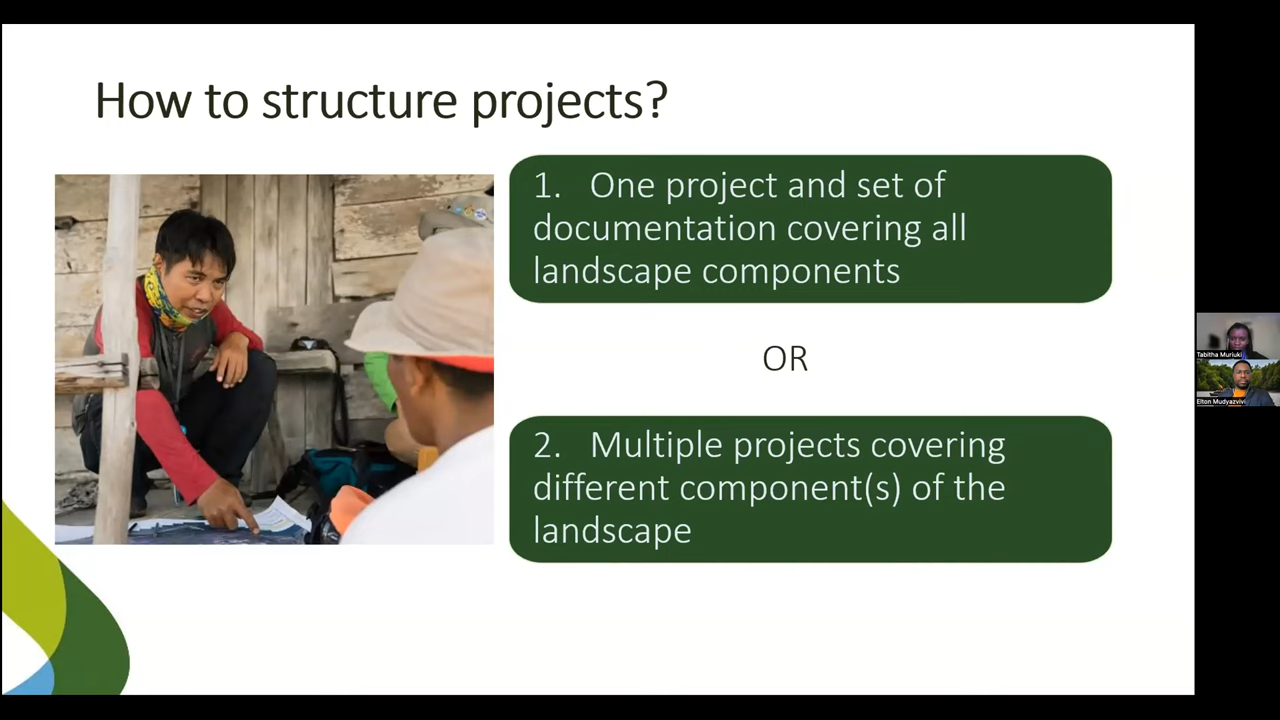 How to structure projects?
1. One project and set of
documentation covering all
landscape components
OR
2. Multiple projects covering
different component(s) of the
landscape
Tabitha Muriuki
Elton Mudyazvivi